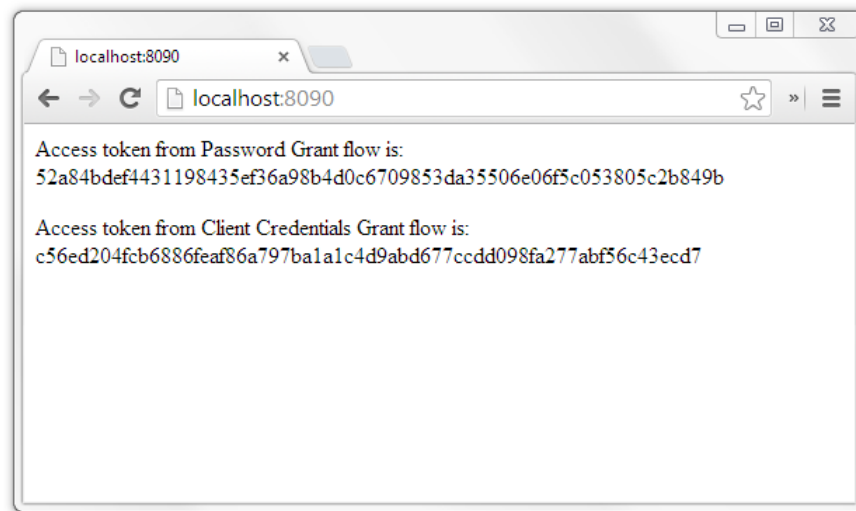 localhost:8090
localhost:8090
Access token from Password Grant flow is:
52a84bdef4431198435ef36a98b4d0c6709853da35506e06f5c053805c2b849b
Access token from Client Credentials Grant flow is:
c56ed204fcb6886feaf86a797ba1a1c4d9abd677ccdd098fa277abf56c43ecd7